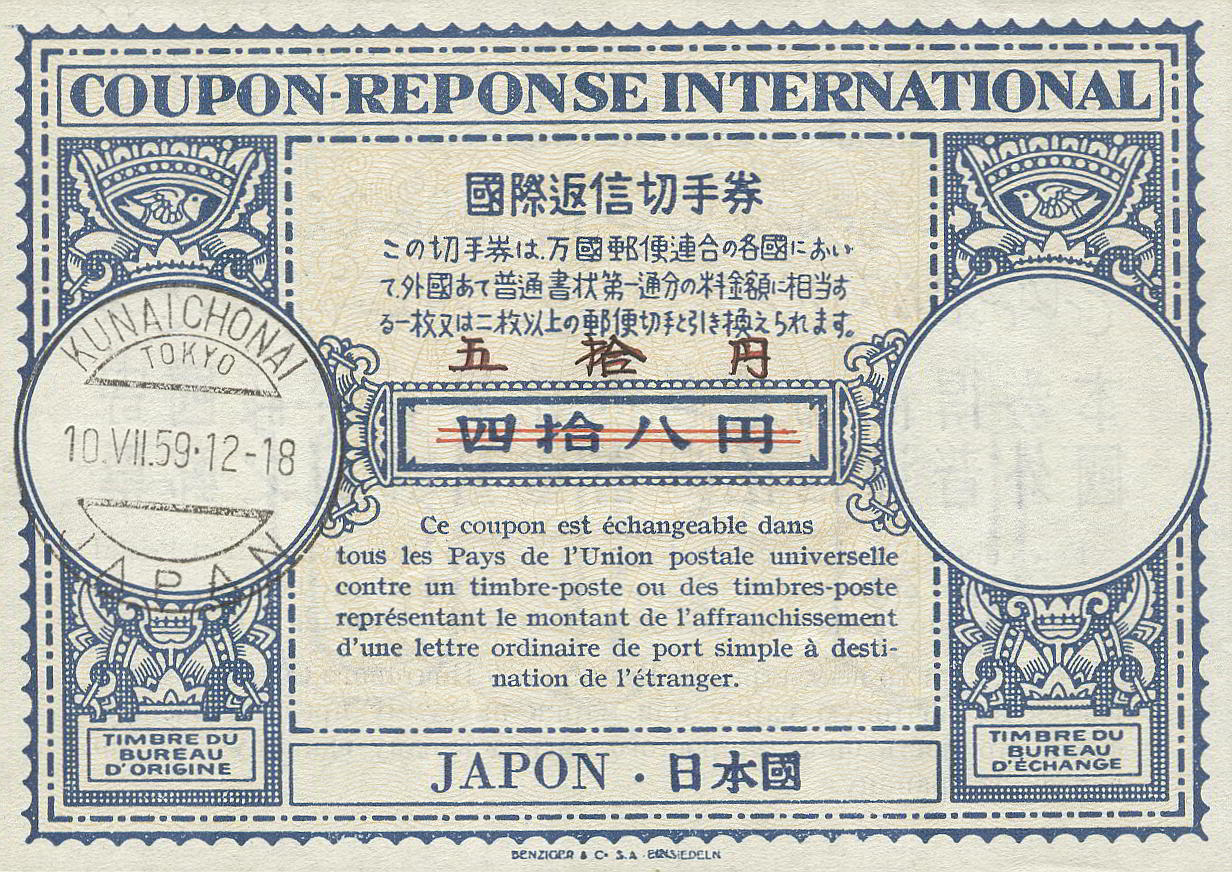 COUPON-REPONSE INTERNATIONAL
國際返信切手券
この切手券は、万國郵便連合の各國におい
て、外國あて普通書状第一通分の料金額に相当す
る一枚又は二枚以上の郵便切手と引き換えられます。
五拾円
四拾八円
KUNAICHONAI
TOKYO
10.VII.59·12-18
JAPAN
Ce coupon est échangeable dans
tous les Pays de l'Union postale universelle
contre un timbre-poste ou des timbres-poste
représentant le montant de l'affranchissement
d'une lettre ordinaire de port simple à desti-
nation de l'étranger.
TIMBRE DU
BUREAU
D'ORIGINE
TIMBRE DU
BUREAU
D'ÉCHANGE
JAPON · 日本國
BENZIGER & Co S.A. EINSIEDELN